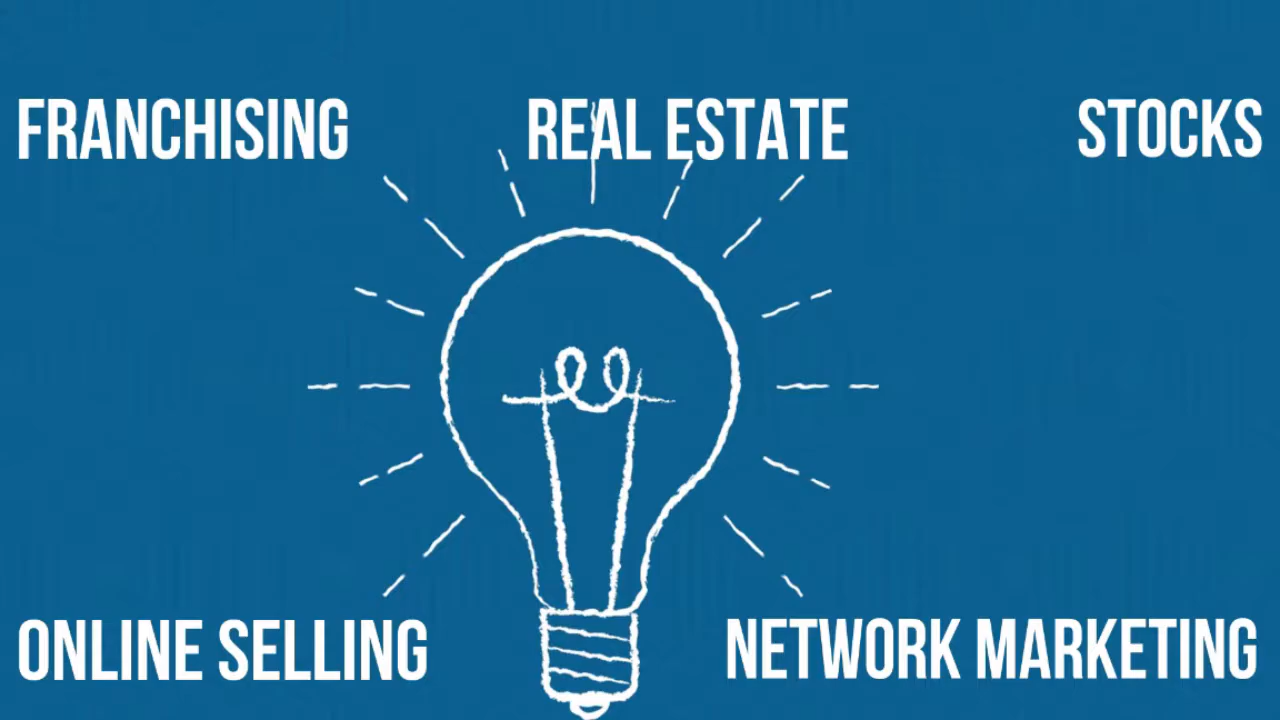 FRANCHISING
REAL ESTATE
STOCKS
ONLINE SELLING
NETWORK MARKETING